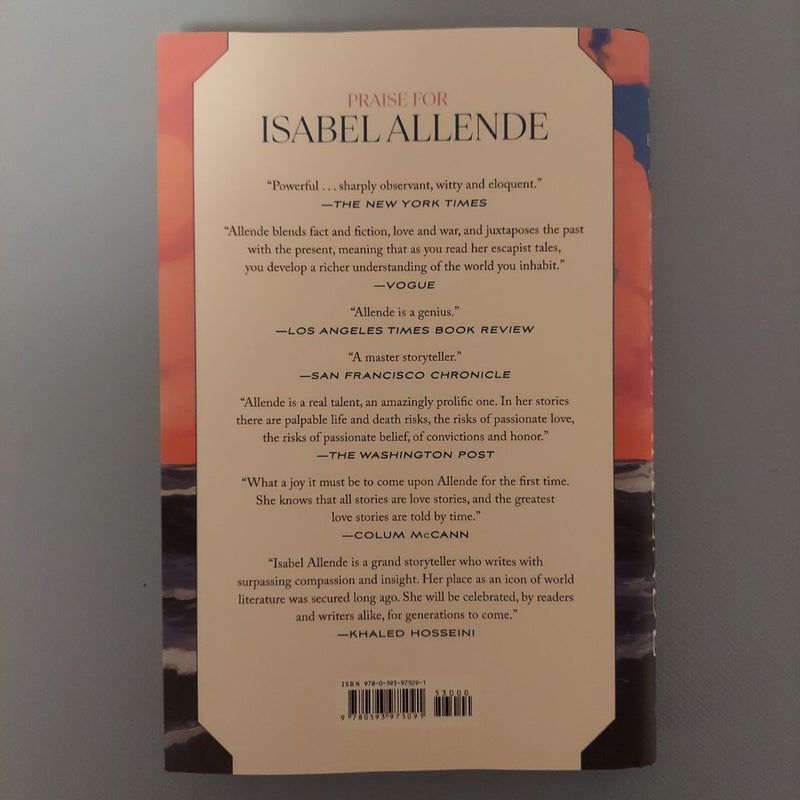 PRAISE FOR
ISABEL ALLENDE
“Powerful . . . sharply observant, witty and eloquent.”
—THE NEW YORK TIMES
“Allende blends fact and fiction, love and war, and juxtaposes the past
with the present, meaning that as you read her escapist tales,
you develop a richer understanding of the world you inhabit.”
—VOGUE
“Allende is a genius.”
—LOS ANGELES TIMES BOOK REVIEW
“A master storyteller.”
—SAN FRANCISCO CHRONICLE
“Allende is a real talent, an amazingly prolific one. In her stories
there are palpable life and death risks, the risks of passionate love,
the risks of passionate belief, of convictions and honor.”
—THE WASHINGTON POST
“What a joy it must be to come upon Allende for the first time.
She knows that all stories are love stories, and the greatest
love stories are told by time.”
—COLUM McCANN
“Isabel Allende is a grand storyteller who writes with
surpassing compassion and insight. Her place as an icon of world
literature was secured long ago. She will be celebrated, by readers
and writers alike, for generations to come.”
—KHALED HOSSEINI
ISBN 978-0-593-97509-1
53000
9 780593 975091